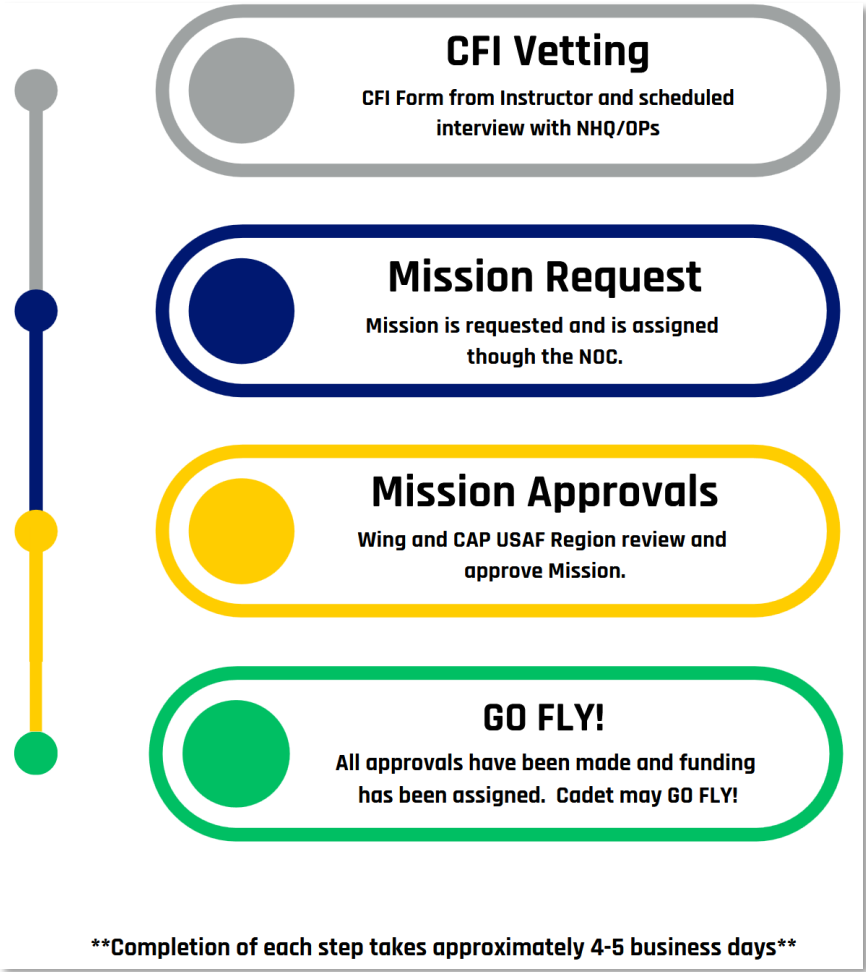 CFI Vetting
CFI Form from Instructor and scheduled
interview with NHQ/OPs
Mission Request
Mission is requested and is assigned
though the NOC.
Mission Approvals
Wing and CAP USAF Region review and
approve Mission.
GO FLY!
All approvals have been made and funding
has been assigned.  Cadet may GO FLY!
**Completion of each step takes approximately 4-5 business days**